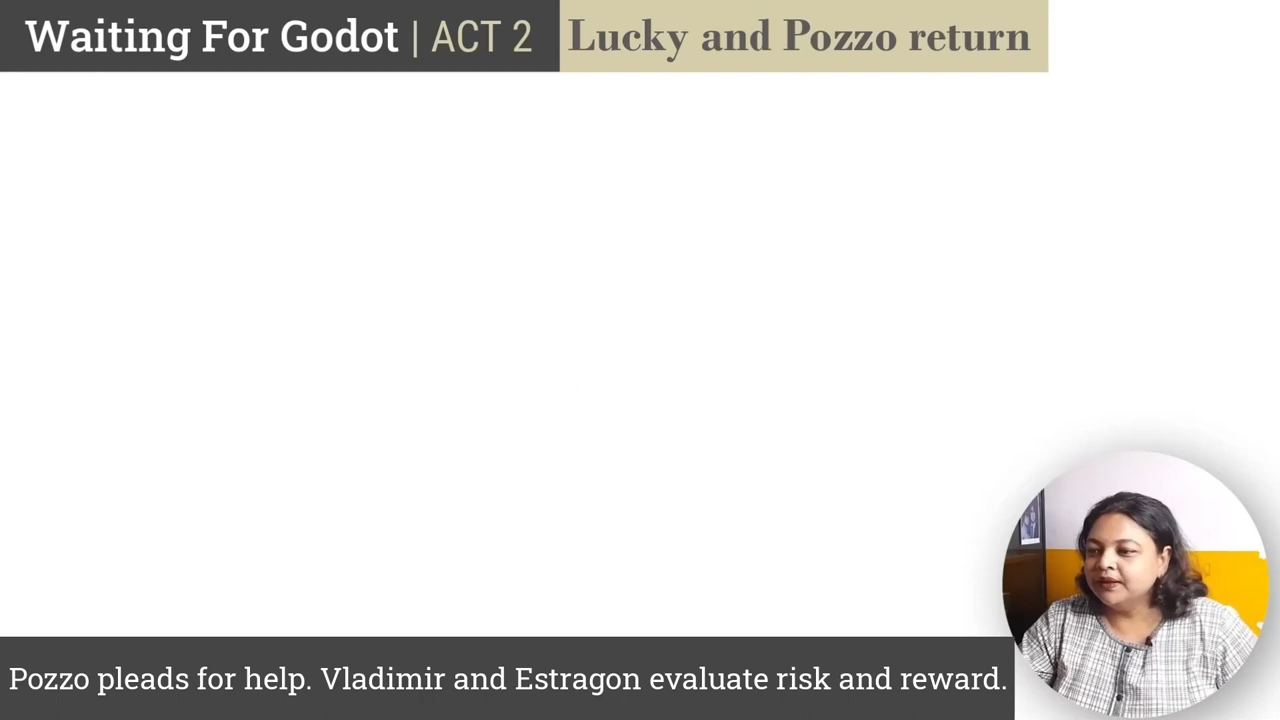 Waiting For Godot | ACT 2 Lucky and Pozzo return
Pozzo pleads for help. Vladimir and Estragon evaluate risk and reward.